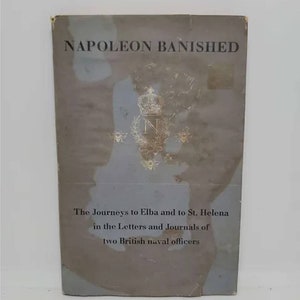 NAPOLEON BANISHED
N
The Journeys to Elba and to St. Helena
in the Letters and Journals of
two British naval officers